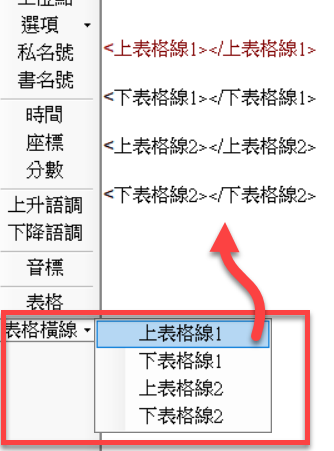 選項
私名號
書名號
時間
座標
分數
上升語調
下降語調
音標
表格
表格橫線
上表格線1
下表格線1
上表格線2
下表格線2
<上表格線1></上表格線1>
<下表格線1></下表格線1>
<上表格線2></上表格線2>
<下表格線2></下表格線2>